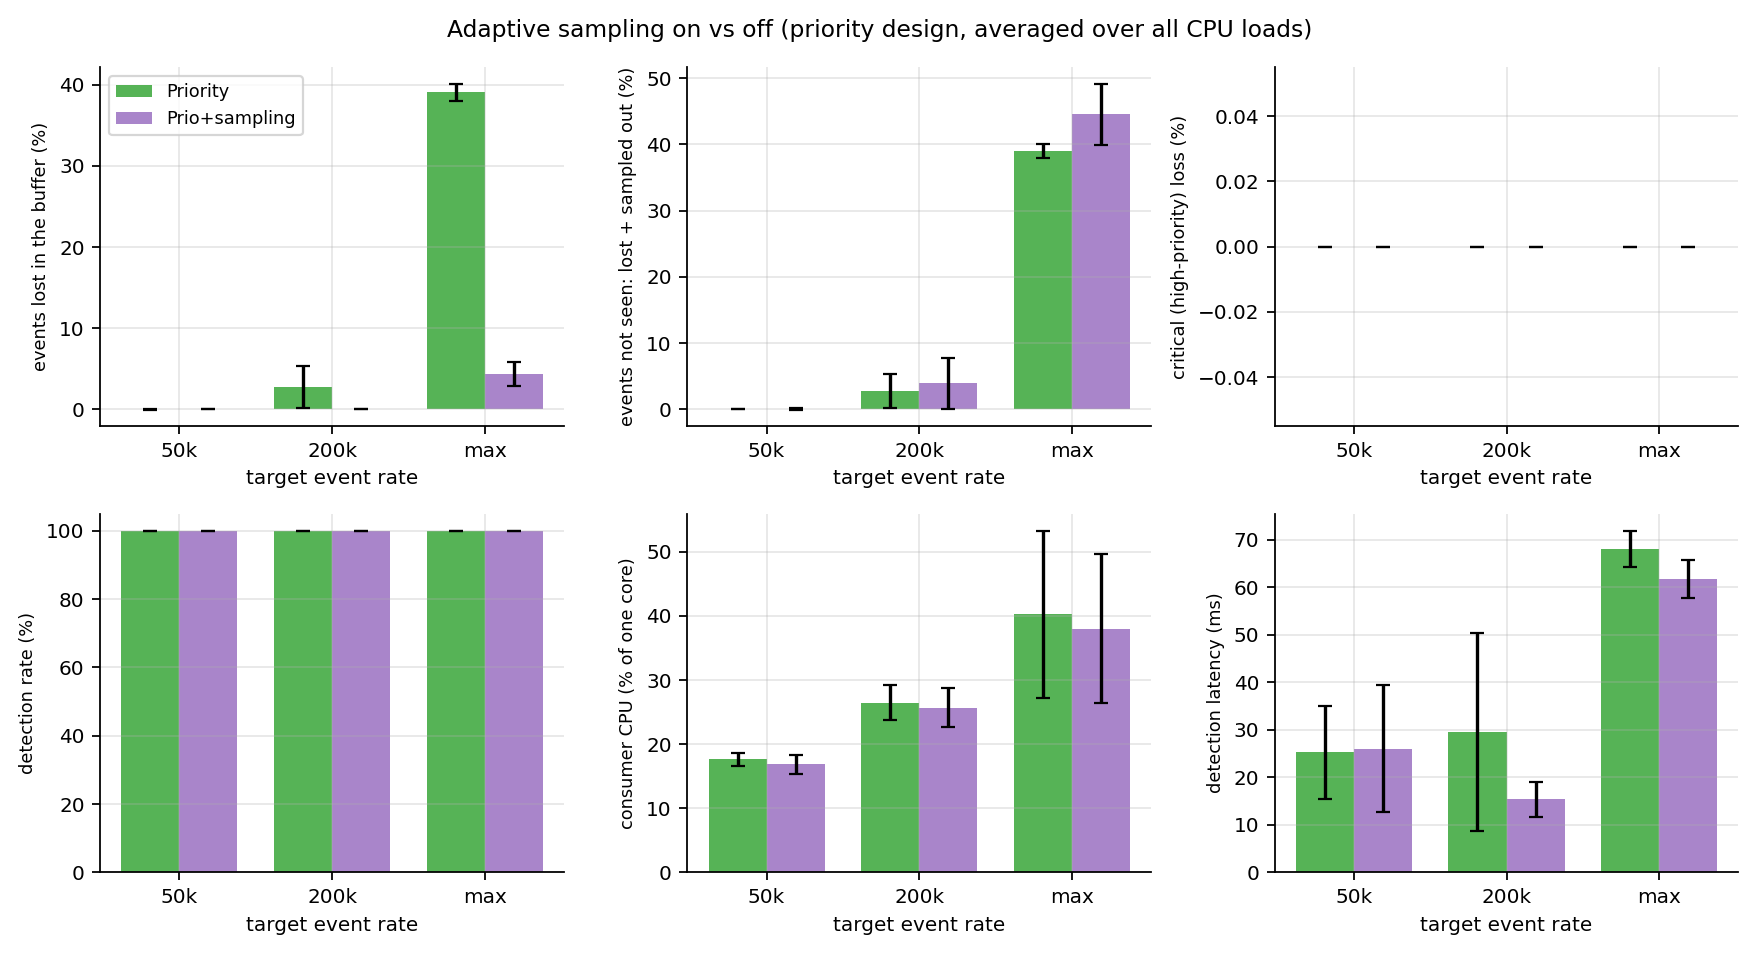 Adaptive sampling on vs off (priority design, averaged over all CPU loads)
events lost in the buffer (%)
40
30
20
10
0
Priority
Prio+sampling
50k
200k
max
target event rate
events not seen: lost + sampled out (%)
50
40
30
20
10
0
50k
200k
max
target event rate
critical (high-priority) loss (%)
0.04
0.02
0.00
−0.02
−0.04
50k
200k
max
target event rate
detection rate (%)
100
80
60
40
20
0
50k
200k
max
target event rate
consumer CPU (% of one core)
50
40
30
20
10
0
50k
200k
max
target event rate
detection latency (ms)
70
60
50
40
30
20
10
0
50k
200k
max
target event rate